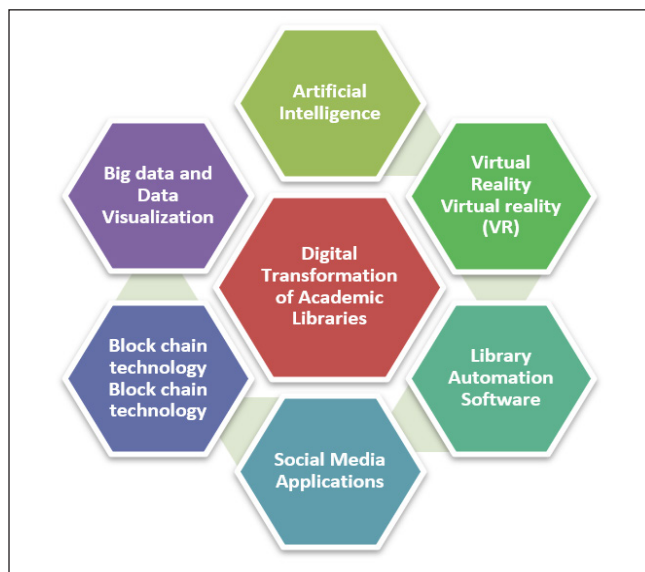 Artificial
Intelligence
Big data and
Data
Visualization
Virtual
Reality
Virtual reality
(VR)
Digital
Transformation
of Academic
Libraries
Block chain
technology
Block chain
technology
Library
Automation
Software
Social Media
Applications